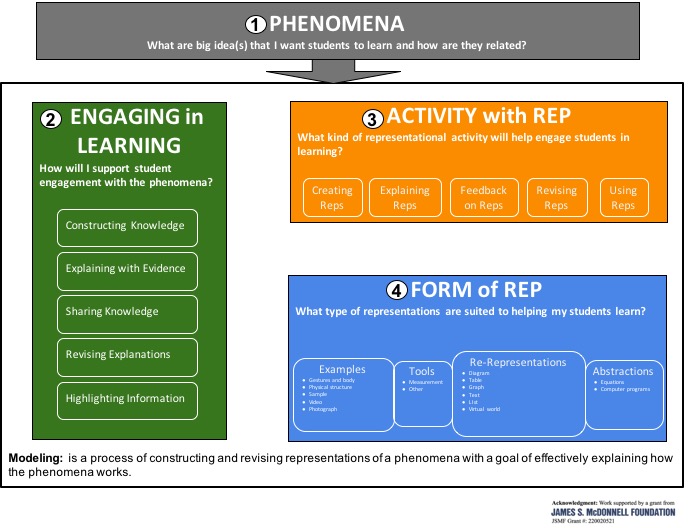 1 PHENOMENA
What are big idea(s) that I want students to learn and how are they related?
2 ENGAGING in
LEARNING
How will I support student
engagement with the phenomena?
Constructing Knowledge
Explaining with Evidence
Sharing Knowledge
Revising Explanations
Highlighting Information
3 ACTIVITY with REP
What kind of representational activity will help engage students in
learning?
Creating
Reps
Explaining
Reps
Feedback
on Reps
Revising
Reps
Using
Reps
4 FORM of REP
What type of representations are suited to helping my students learn?
Examples
• Gestures and body
• Physical structure
• Sample
• Video
• Photograph
Tools
• Measurement
• Other
Re-Representations
• Diagram
• Table
• Graph
• Text
• List
• Virtual world
Abstractions
• Equations
• Computer programs
Modeling: is a process of constructing and revising representations of a phenomena with a goal of effectively explaining how
the phenomena works.
Acknowledgment: Work supported by a grant from
JAMES S. McDONNELL FOUNDATION
JSMF Grant #: 220020521